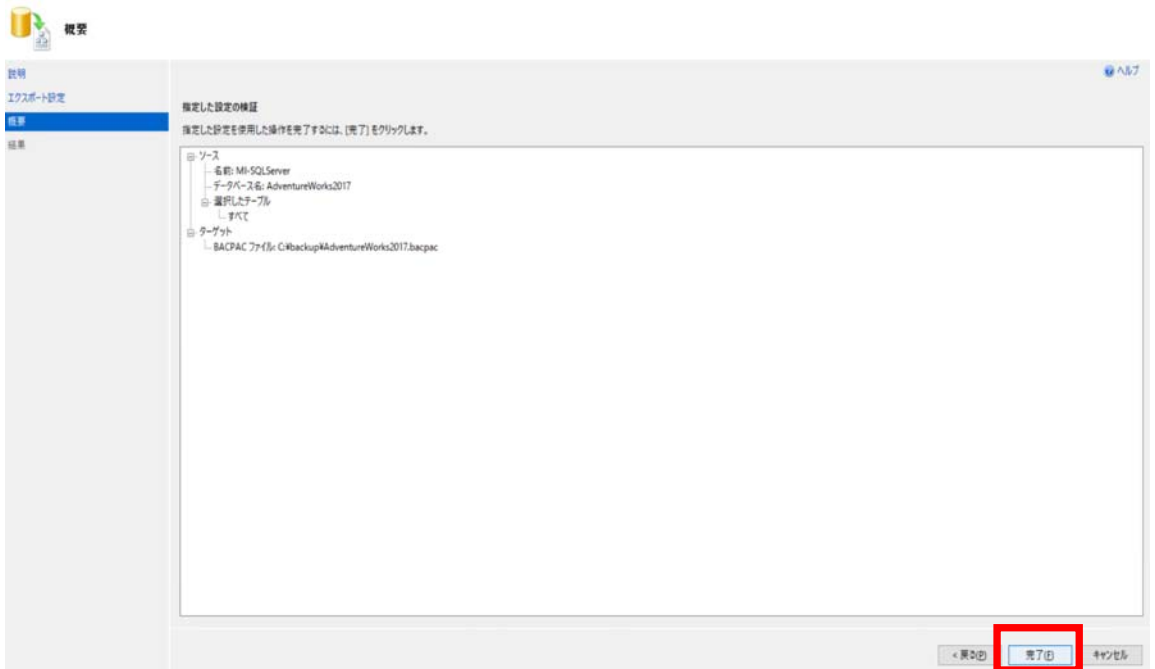 概要
説明
エクスポート設定
概要
結果
ヘルプ
指定した設定の検証
指定した設定を使用した操作を完了するには、[完了] をクリックします。
ソース
名前: MI-SQLServer
データベース名: AdventureWorks2017
選択したテーブル
すべて
ターゲット
BACPAC ファイル: C:¥backup¥AdventureWorks2017.bacpac
< 戻る(P)
完了(F)
キャンセル